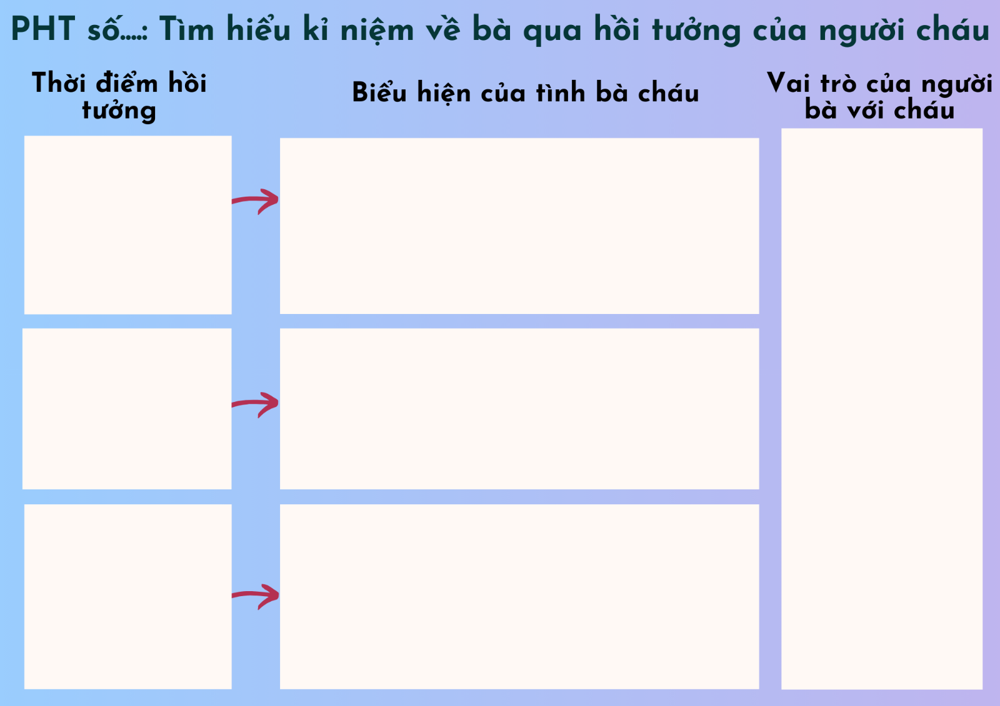 PHT số....: Tìm hiểu kỉ niệm về bà qua hồi tưởng của người cháu
Thời điểm hồi
tưởng
Biểu hiện của tình bà cháu
Vai trò của người
bà với cháu